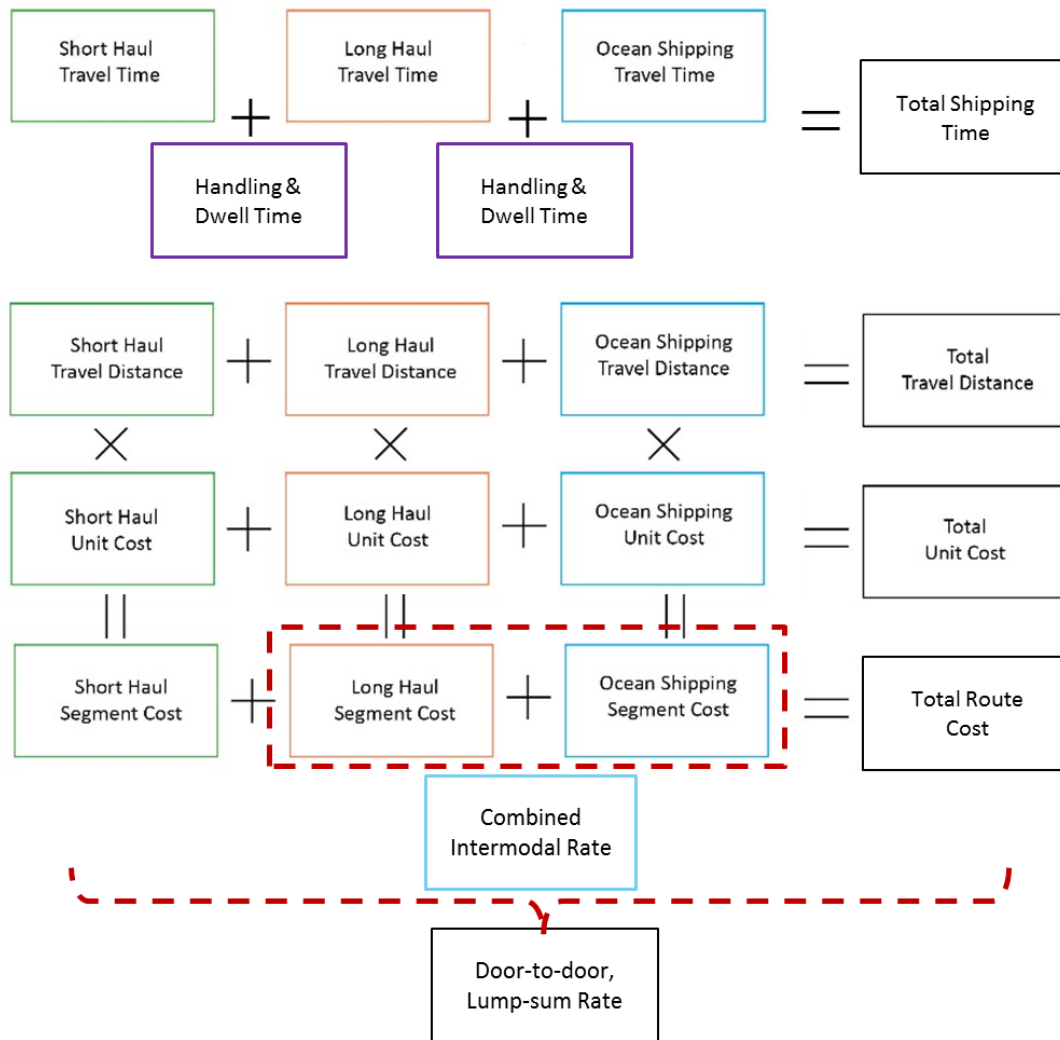 Short Haul
Travel Time
Long Haul
Travel Time
Ocean Shipping
Travel Time
Total Shipping
Time
+
+
=
Handling &
Dwell Time
Handling &
Dwell Time
Short Haul
Travel Distance
+
Long Haul
Travel Distance
+
Ocean Shipping
Travel Distance
=
Total
Travel Distance
×
×
×
Short Haul
Unit Cost
+
Long Haul
Unit Cost
+
Ocean Shipping
Unit Cost
=
Total
Unit Cost
||
||
||
Short Haul
Segment Cost
+
Long Haul
Segment Cost
+
Ocean Shipping
Segment Cost
=
Total Route
Cost
Combined
Intermodal Rate
Door-to-door,
Lump-sum Rate